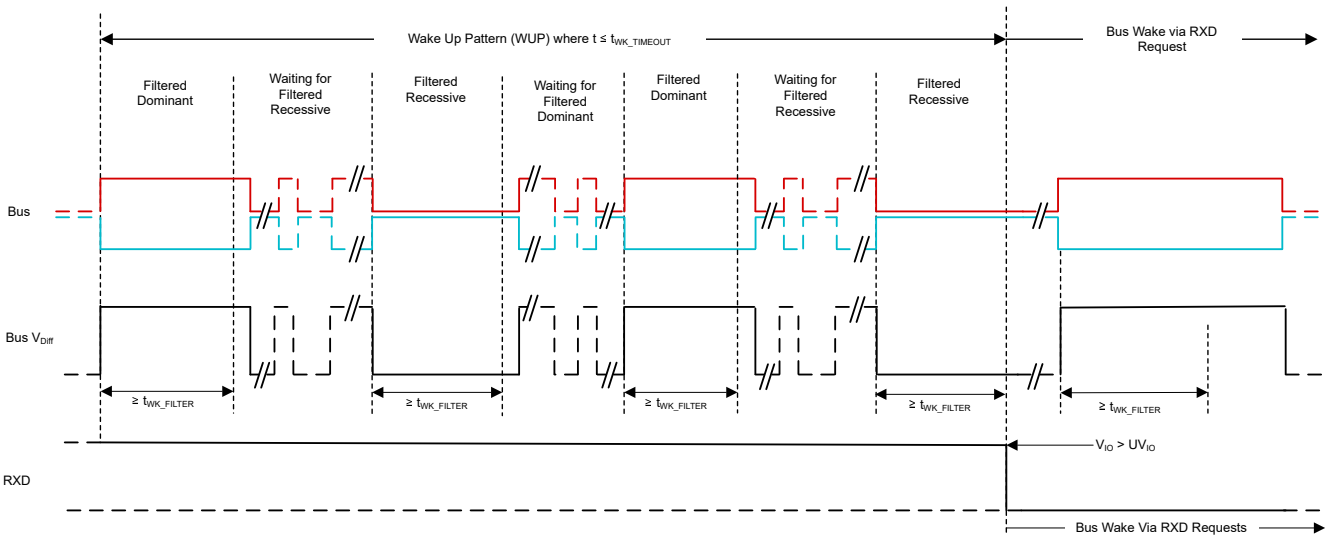 Wake Up Pattern (WUP) where t ≤ tWK_TIMEOUT
Bus Wake via RXD
Request
Filtered
Dominant
Waiting for
Filtered
Recessive
Filtered
Recessive
Waiting for
Filtered
Dominant
Filtered
Dominant
Waiting for
Filtered
Recessive
Filtered
Recessive
Bus
Bus VDiff
≥ tWK_FILTER
≥ tWK_FILTER
≥ tWK_FILTER
≥ tWK_FILTER
≥ tWK_FILTER
VIO > UVIO
RXD
Bus Wake Via RXD Requests